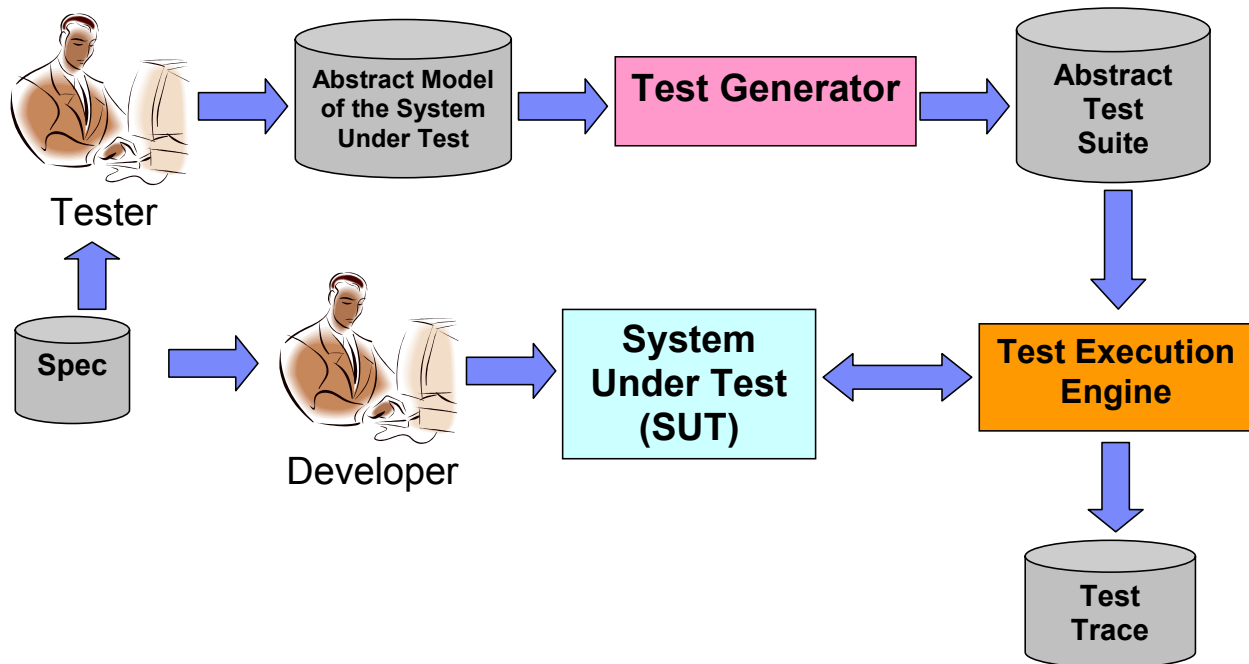 Abstract Model
of the System
Under Test
Test Generator
Abstract
Test
Suite
Tester
Spec
Developer
System
Under Test
(SUT)
Test Execution
Engine
Test
Trace